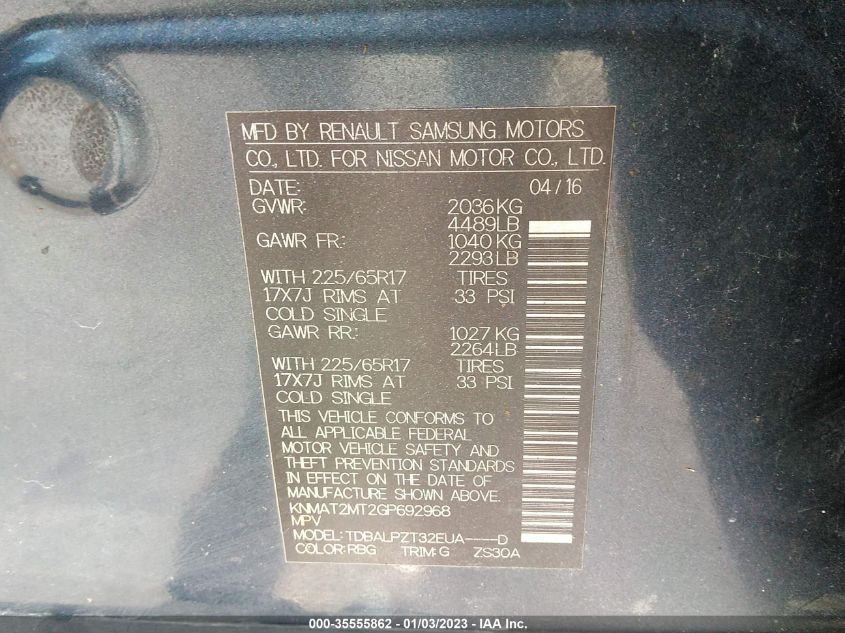 MFD BY RENAULT SAMSUNG MOTORS
CO., LTD. FOR NISSAN MOTOR CO., LTD.
DATE: 04/16
GVWR: 2036KG
4489LB
GAWR FR.: 1040KG
2293LB
WITH 225/65R17 TIRES
17X7J RIMS AT 33 PSI
COLD SINGLE
GAWR RR.: 1027KG
2264LB
WITH 225/65R17 TIRES
17X7J RIMS AT 33 PSI
COLD SINGLE
THIS VEHICLE CONFORMS TO
ALL APPLICABLE FEDERAL
MOTOR VEHICLE SAFETY AND
THEFT PREVENTION STANDARDS
IN EFFECT ON THE DATE OF
MANUFACTURE SHOWN ABOVE.
KNMAT2MT2GP692968
MPV
MODEL: TDBALPZT32EUA----D
COLOR:RBG TRIM:G ZS30A
000-35555862 - 01/03/2023 - IAA Inc.